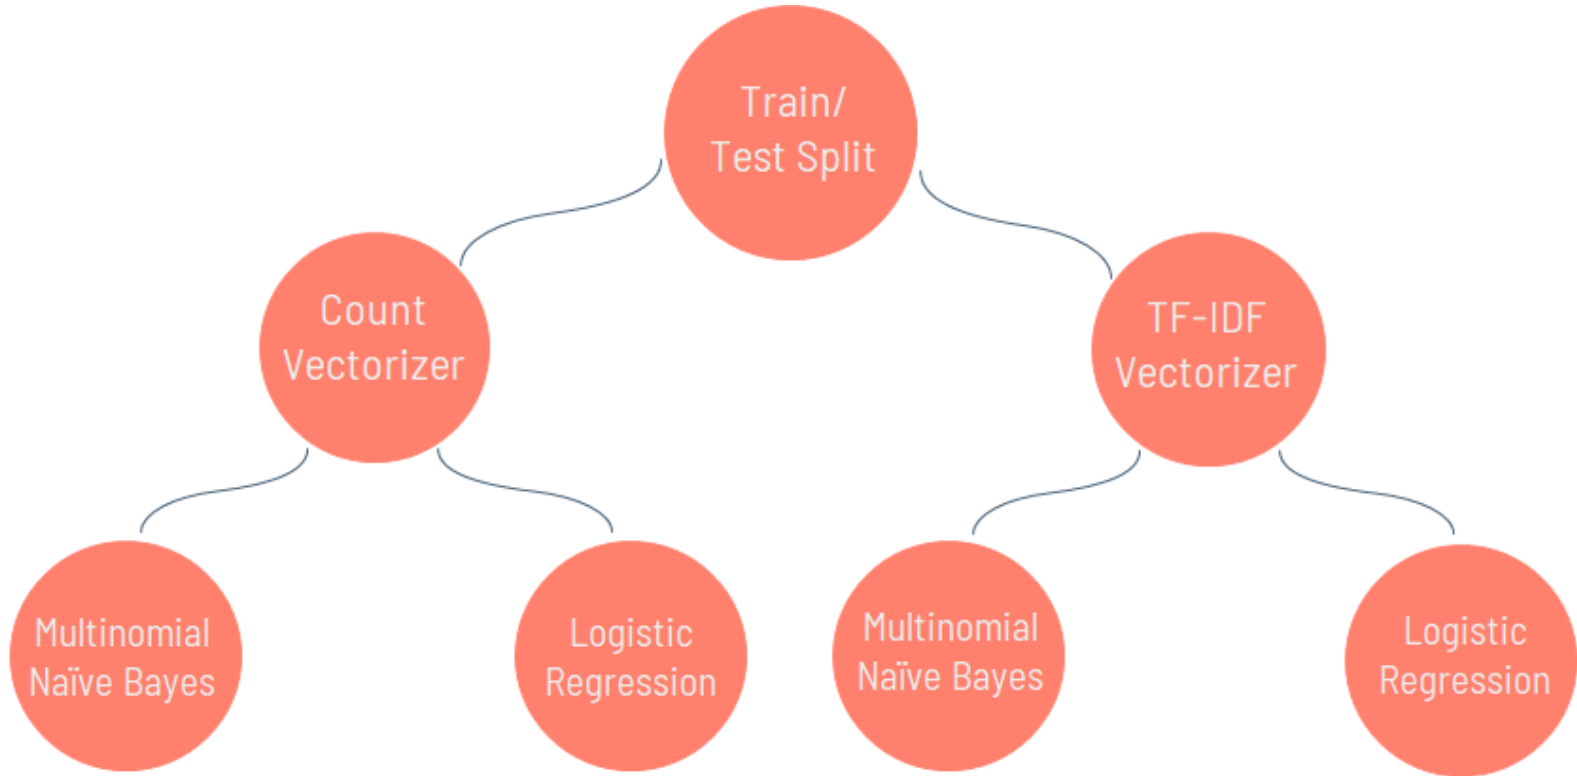 Train/
Test Split
Count
Vectorizer
TF-IDF
Vectorizer
Multinomial
Naïve Bayes
Logistic
Regression
Multinomial
Naïve Bayes
Logistic
Regression